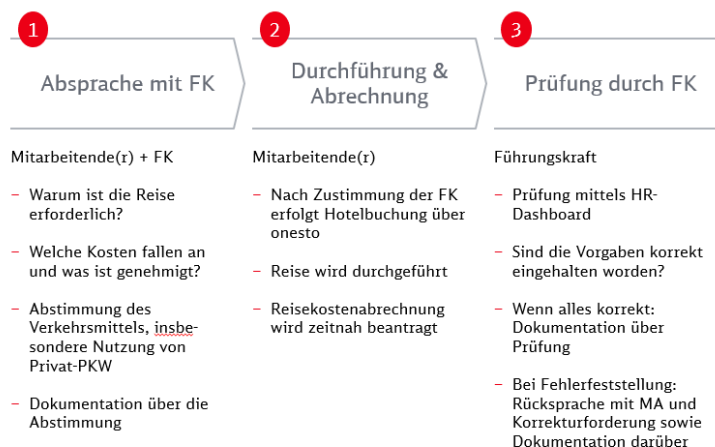 1
Absprache mit FK
Mitarbeitende(r) + FK
– Warum ist die Reise
erforderlich?
– Welche Kosten fallen an
und was ist genehmigt?
– Abstimmung des
Verkehrsmittels, insbe-
sondere Nutzung von
Privat-PKW
– Dokumentation über die
Abstimmung
2
Durchführung &
Abrechnung
Mitarbeitende(r)
– Nach Zustimmung der FK
erfolgt Hotelbuchung über
onesto
– Reise wird durchgeführt
– Reisekostenabrechnung
wird zeitnah beantragt
3
Prüfung durch FK
Führungskraft
– Prüfung mittels HR-
Dashboard
– Sind die Vorgaben korrekt
eingehalten worden?
– Wenn alles korrekt:
Dokumentation über
Prüfung
– Bei Fehlerfeststellung:
Rücksprache mit MA und
Korrekturforderung sowie
Dokumentation darüber